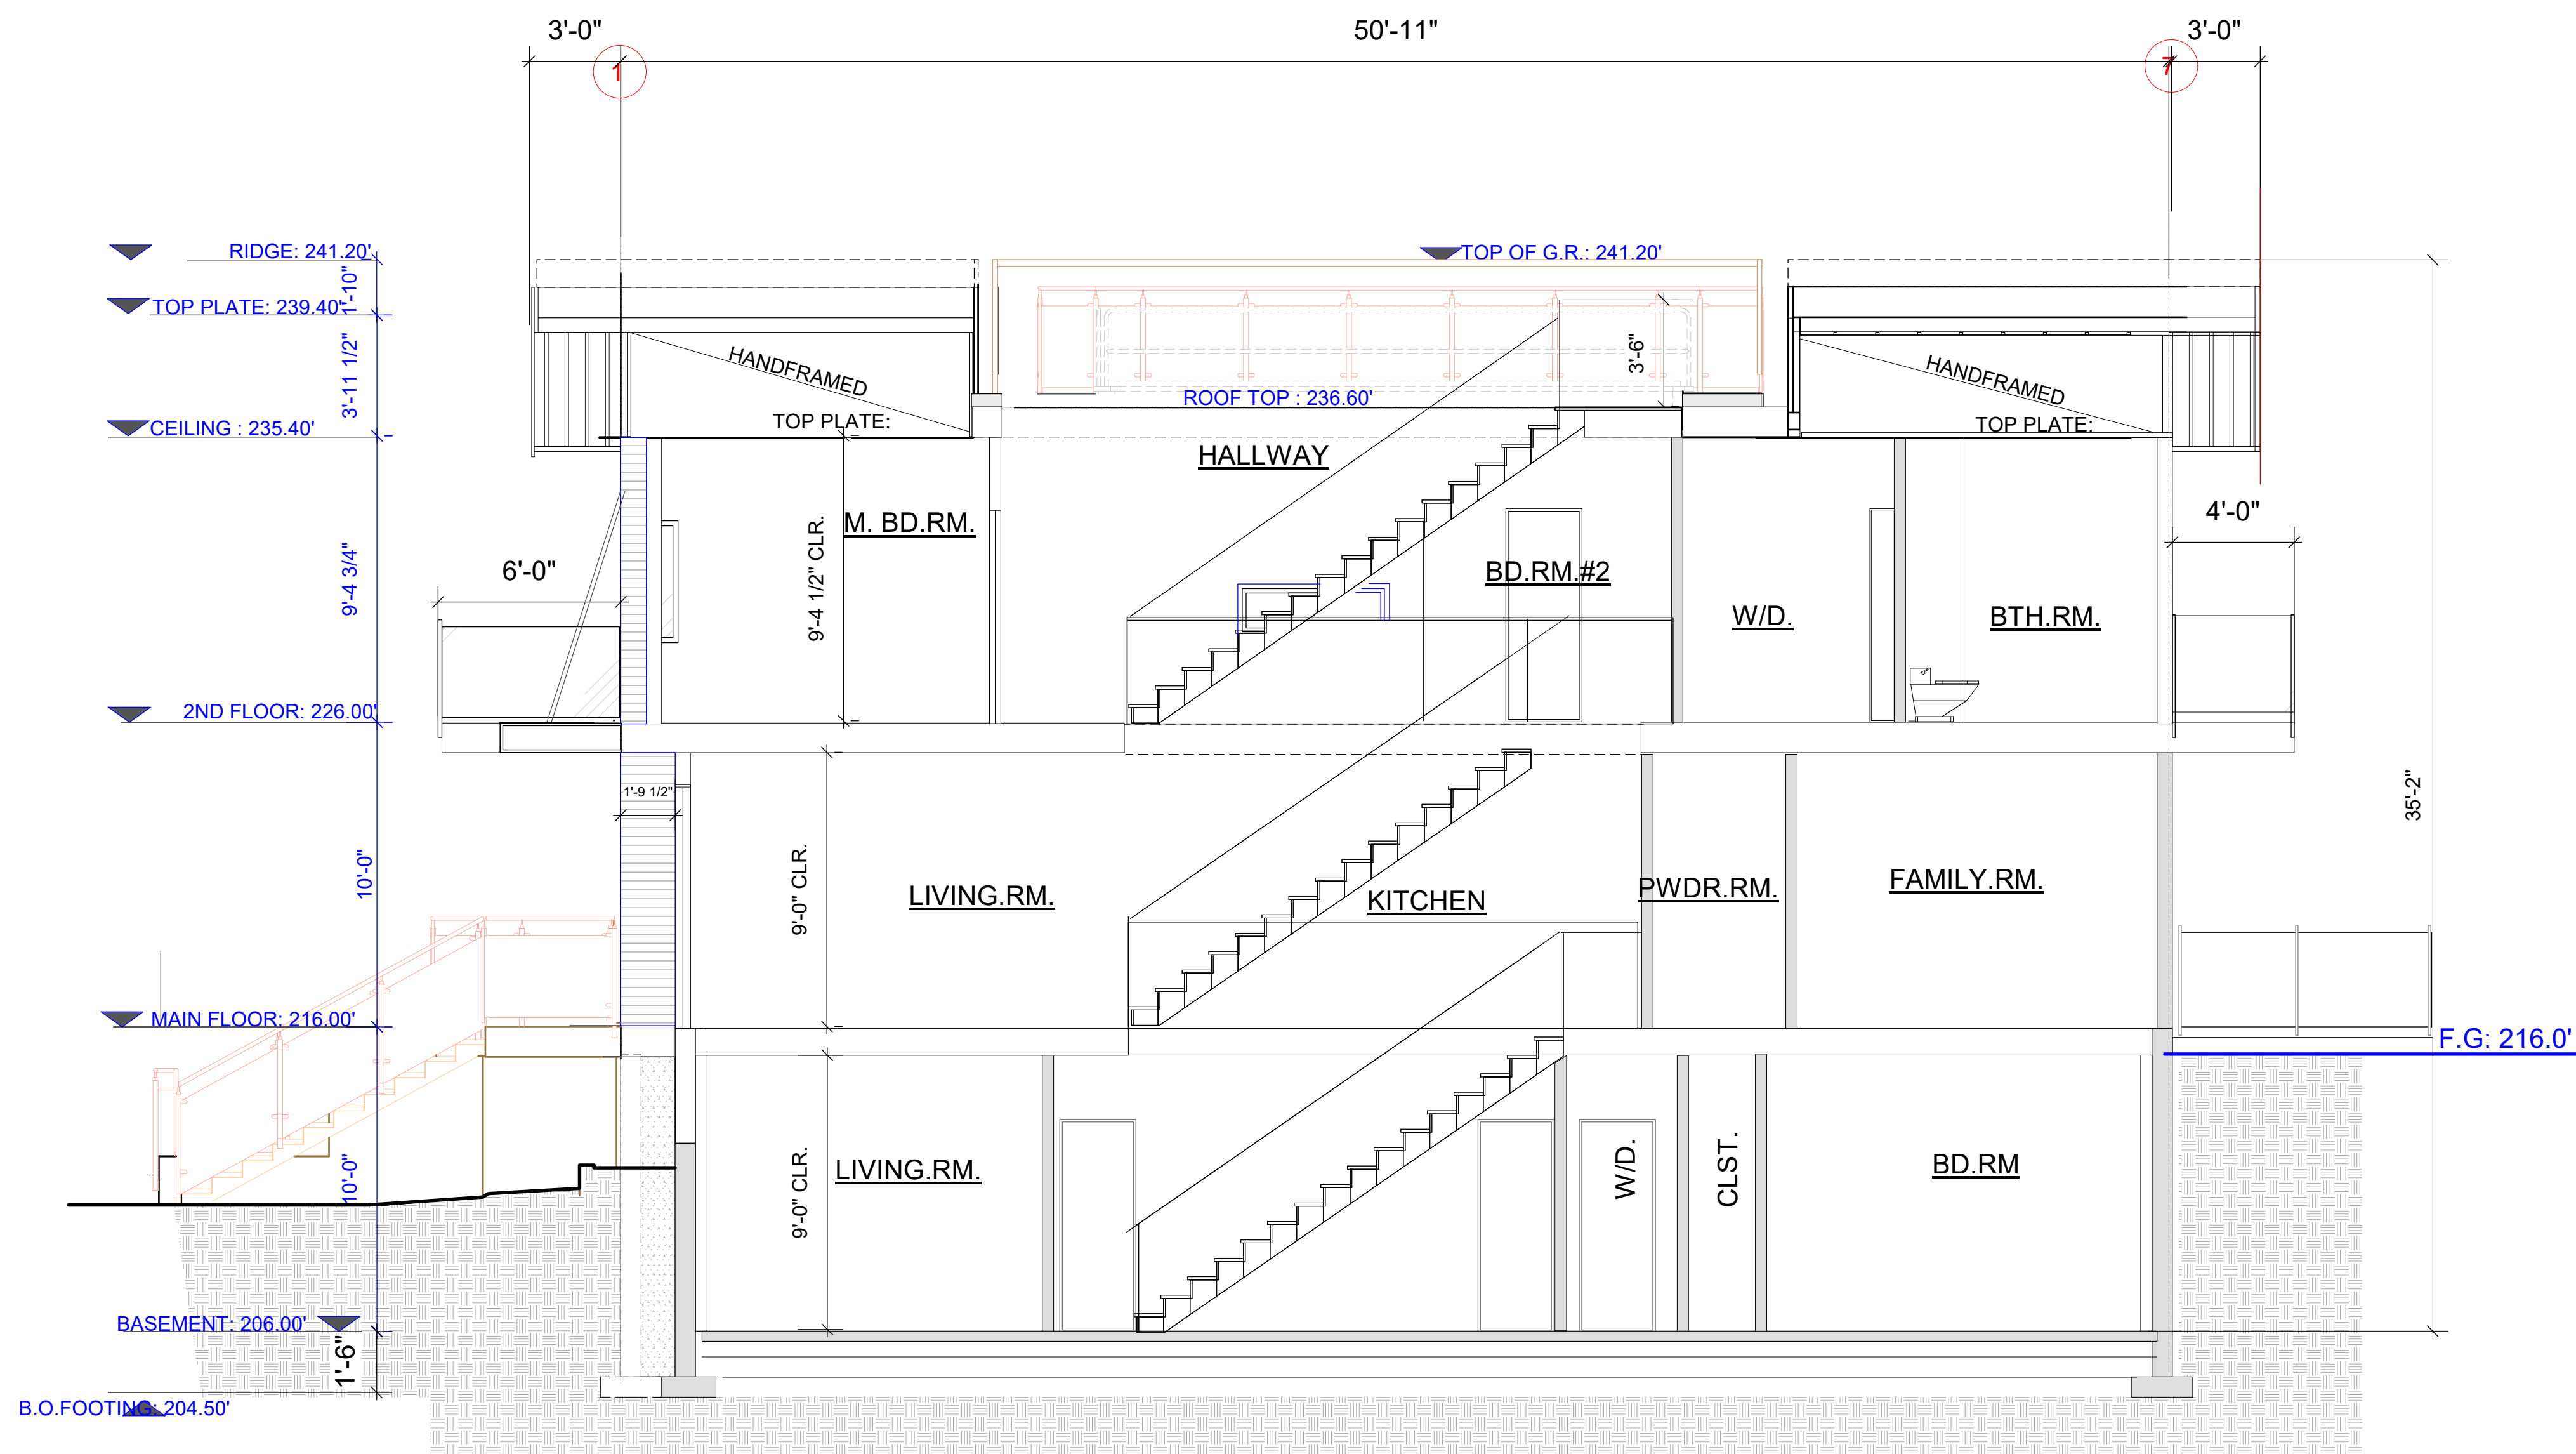 3'-0"
50'-11"
3'-0"
1
7
RIDGE: 241.20'
TOP OF G.R.: 241.20'
1'-10"
TOP PLATE: 239.40'
3'-11 1/2"
3'-6"
HANDFRAMED
HANDFRAMED
ROOF TOP : 236.60'
TOP PLATE:
TOP PLATE:
CEILING : 235.40'
HALLWAY
4'-0"
M. BD.RM.
9'-4 3/4"
9'-4 1/2" CLR.
6'-0"
BD.RM.#2
W/D.
BTH.RM.
2ND FLOOR: 226.00'
1'-9 1/2"
35'-2"
10'-0"
9'-0" CLR.
LIVING.RM.
KITCHEN
PWDR.RM.
FAMILY.RM.
MAIN FLOOR: 216.00'
F.G: 216.0'
10'-0"
9'-0" CLR.
LIVING.RM.
W/D.
CLST.
BD.RM
BASEMENT: 206.00'
1'-6"
B.O.FOOTING: 204.50'